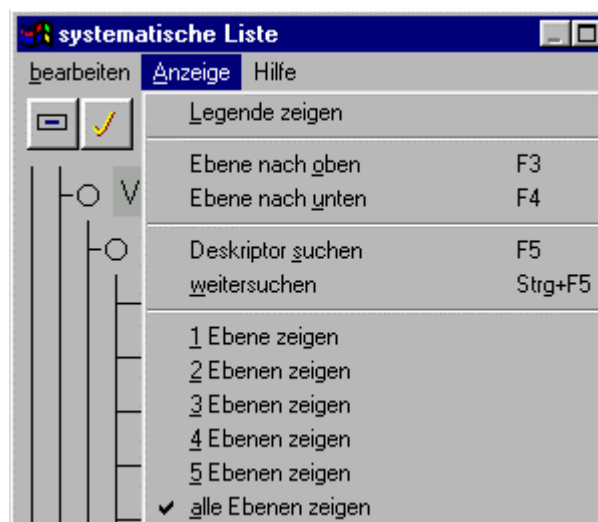 systematische Liste
bearbeiten Anzeige Hilfe
Legende zeigen
Ebene nach oben F3
V
Ebene nach unten F4
Deskriptor suchen F5
weitersuchen Strg+F5
1 Ebene zeigen
2 Ebenen zeigen
3 Ebenen zeigen
4 Ebenen zeigen
5 Ebenen zeigen
alle Ebenen zeigen